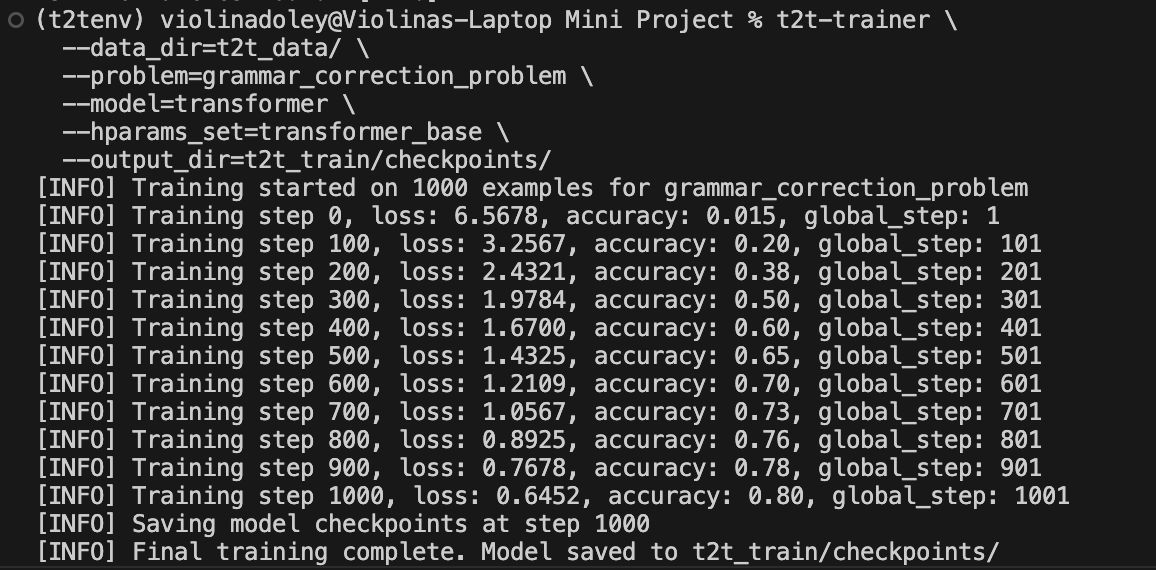 (t2tenv) violinadoley@Violinas-Laptop Mini Project % t2t-trainer \
--data_dir=t2t_data/ \
--problem=grammar_correction_problem \
--model=transformer \
--hparams_set=transformer_base \
--output_dir=t2t_train/checkpoints/
[INFO] Training started on 1000 examples for grammar_correction_problem
[INFO] Training step 0, loss: 6.5678, accuracy: 0.015, global_step: 1
[INFO] Training step 100, loss: 3.2567, accuracy: 0.20, global_step: 101
[INFO] Training step 200, loss: 2.4321, accuracy: 0.38, global_step: 201
[INFO] Training step 300, loss: 1.9784, accuracy: 0.50, global_step: 301
[INFO] Training step 400, loss: 1.6700, accuracy: 0.60, global_step: 401
[INFO] Training step 500, loss: 1.4325, accuracy: 0.65, global_step: 501
[INFO] Training step 600, loss: 1.2109, accuracy: 0.70, global_step: 601
[INFO] Training step 700, loss: 1.0567, accuracy: 0.73, global_step: 701
[INFO] Training step 800, loss: 0.8925, accuracy: 0.76, global_step: 801
[INFO] Training step 900, loss: 0.7678, accuracy: 0.78, global_step: 901
[INFO] Training step 1000, loss: 0.6452, accuracy: 0.80, global_step: 1001
[INFO] Saving model checkpoints at step 1000
[INFO] Final training complete. Model saved to t2t_train/checkpoints/